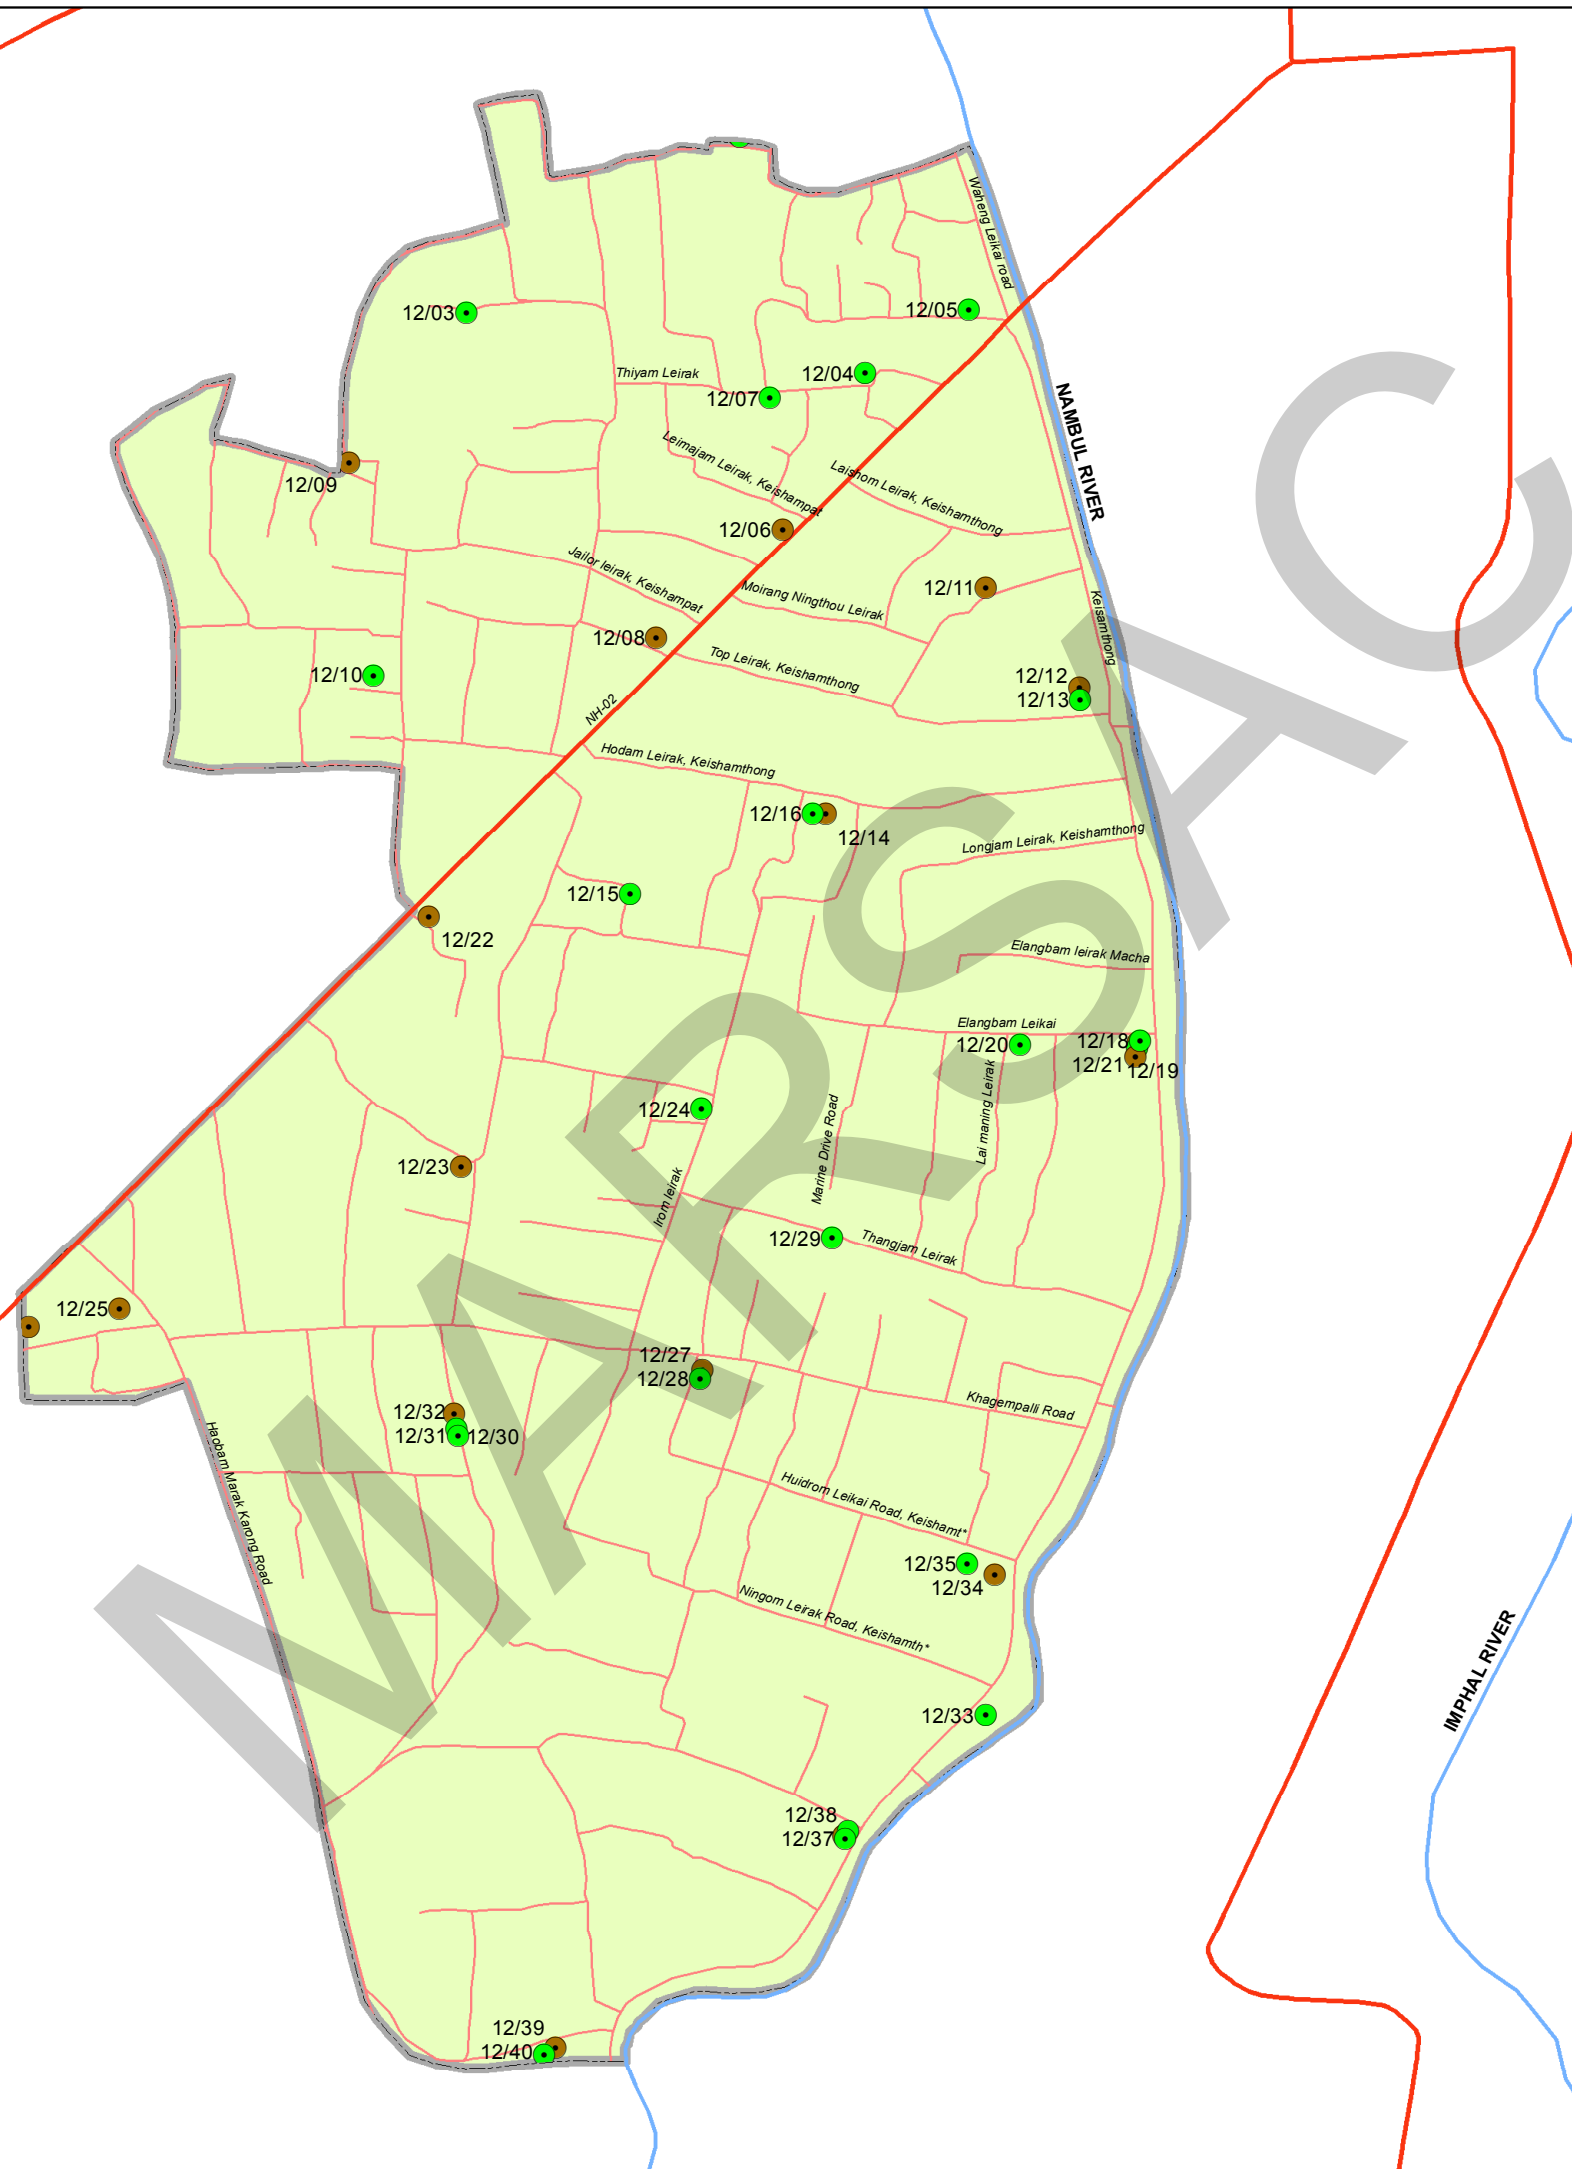 Waheng Leikai road
12/03
12/05
Thiyam Leirak
12/04
12/07
NAMBUL RIVER
Leimajam Leirak, Keishampat
Laishom Leirak, Keishamthong
12/09
12/06
Jailor leirak, Keishampat
Moirang Ningthou Leirak
12/11
Keisamthong
12/08
Top Leirak, Keishamthong
12/10
12/12
12/13
NH-02
Hodam Leirak, Keishamthong
12/16
12/14
Longjam Leirak, Keishamthong
12/15
12/22
Elangbam leirak Macha
Elangbam Leikai
12/20
12/18
12/21
12/19
Lai maning Leirak
12/24
Marine Drive Road
12/23
Irom leirak
12/29
Thangjam Leirak
12/25
12/27
12/28
Khagempalli Road
12/32
12/31
12/30
Haobam Marak Karong Road
Huidrom Leikai Road, Keishamt*
12/35
12/34
Ningom Leirak Road, Keishamth*
IMPHAL RIVER
12/33
12/38
12/37
12/39
12/40
MARSAC